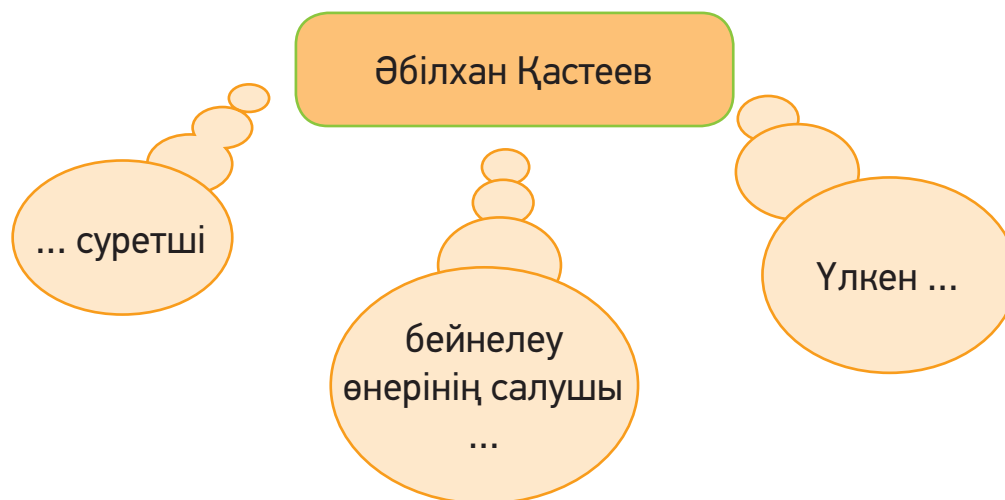 Әбілхан Қастеев
... суретші
бейнелеу
өнерінің салушы
...
Үлкен ...